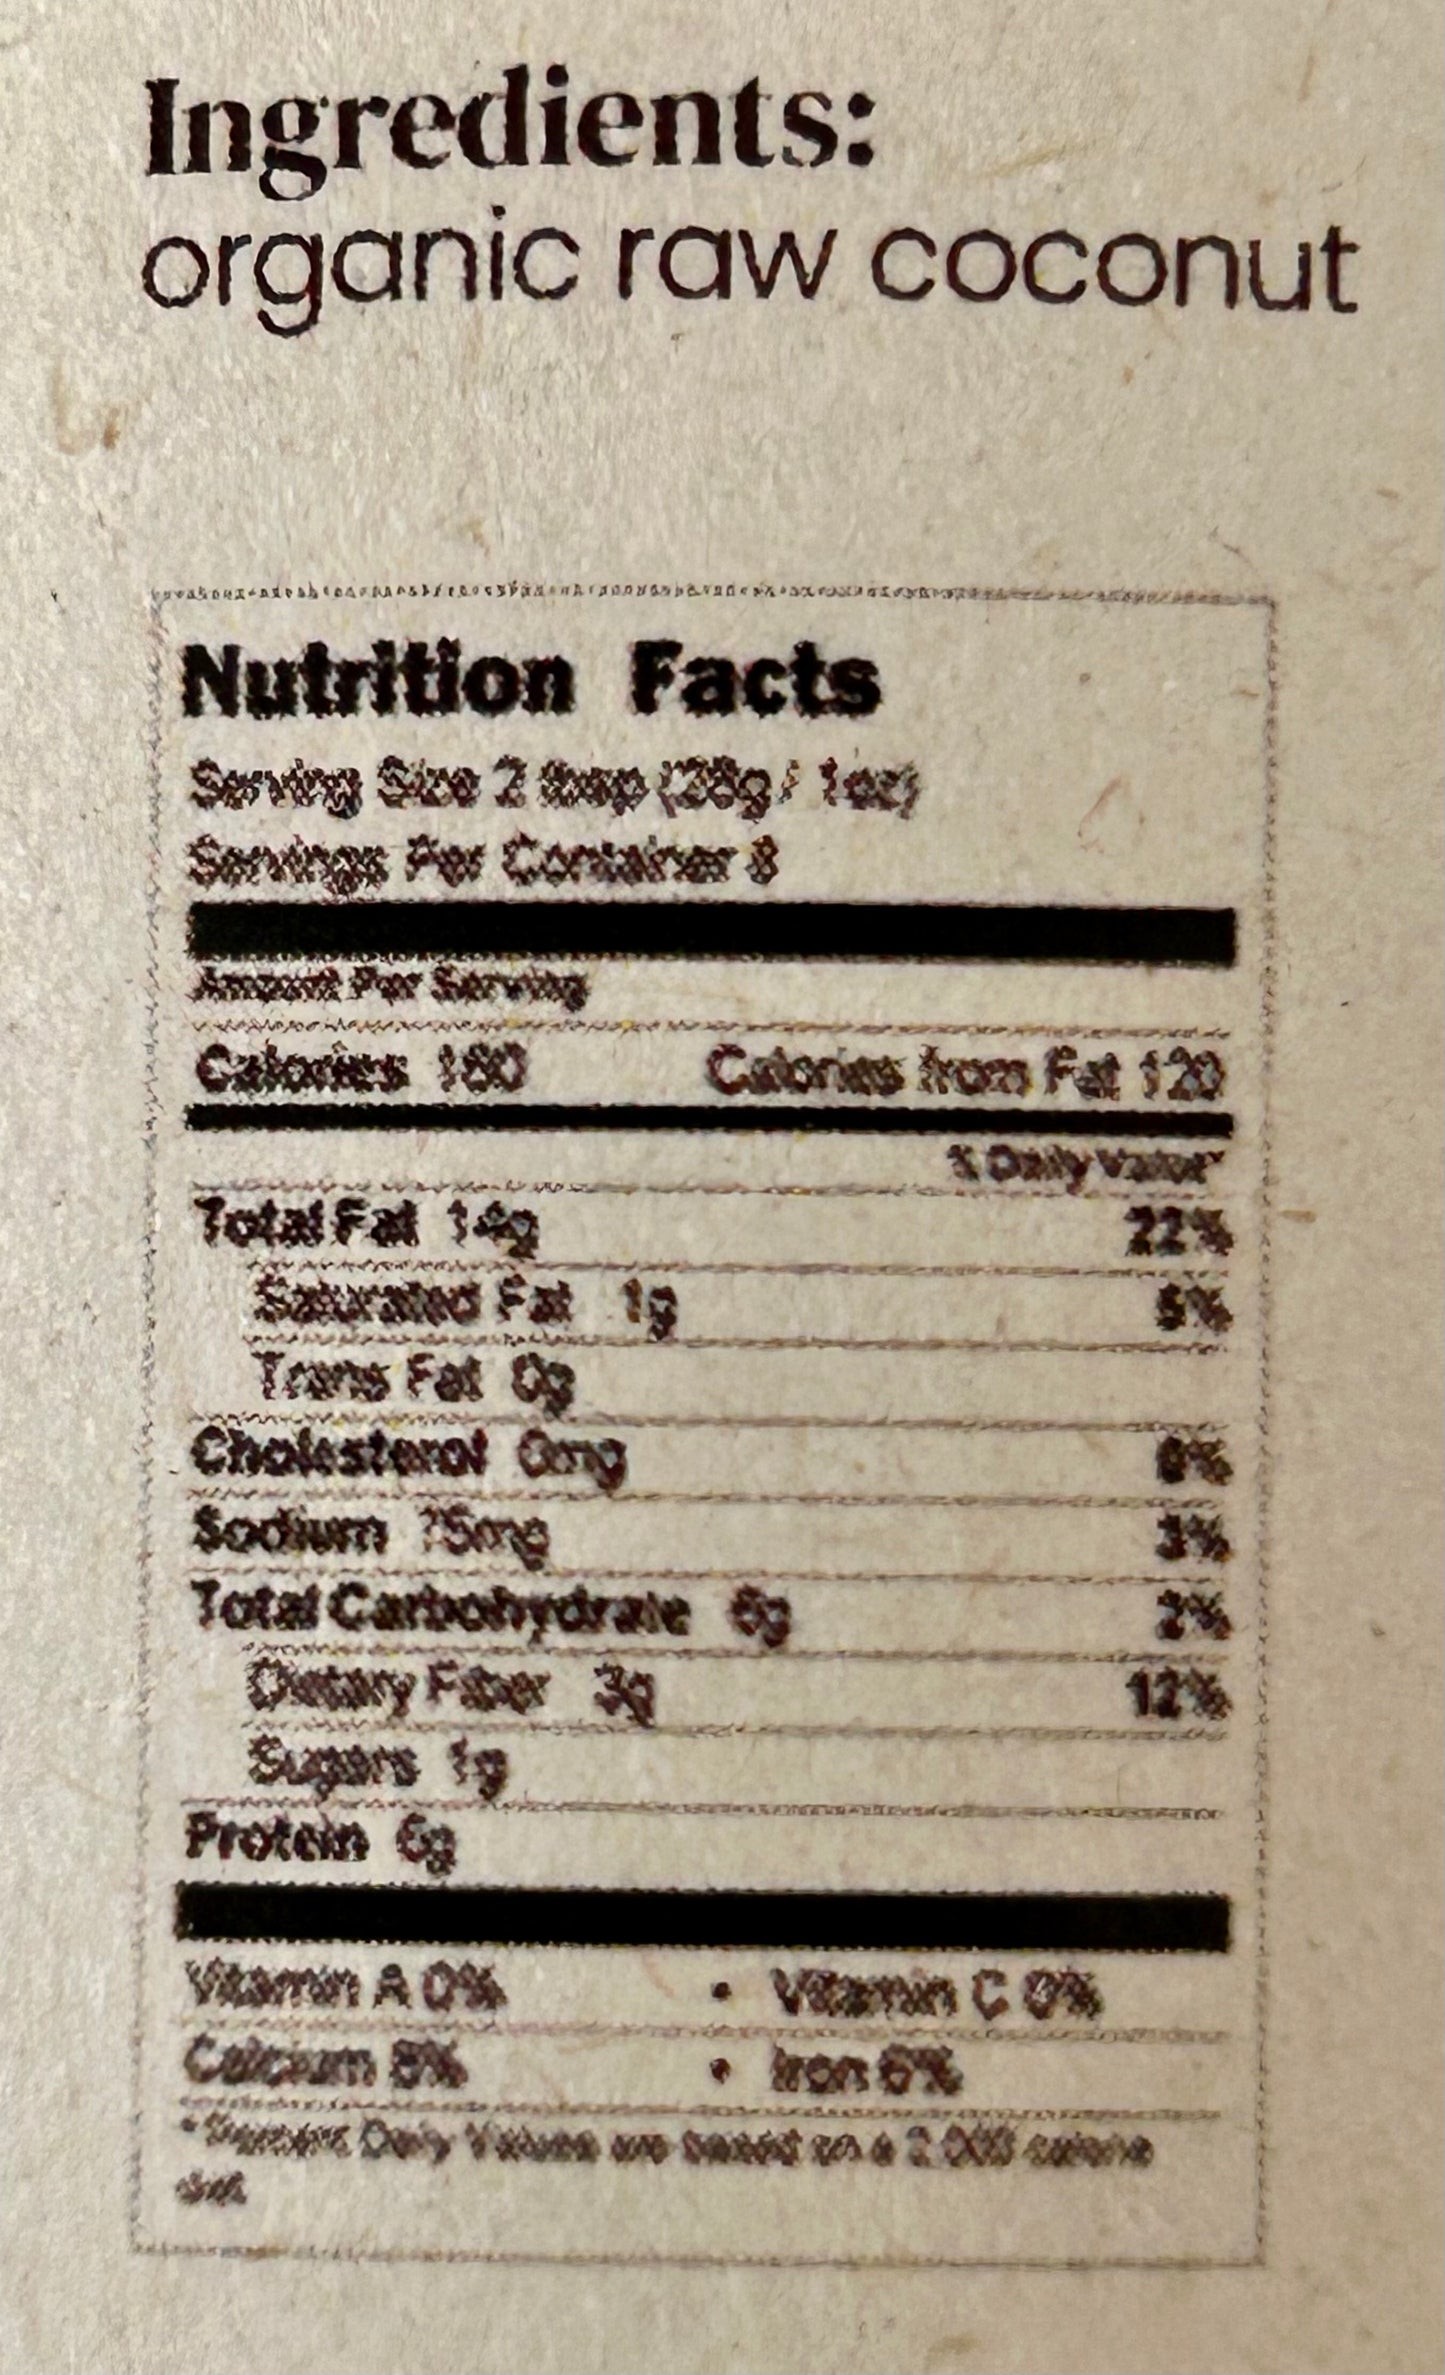 Ingredients:
organic raw coconut
Nutrition Facts
Serving Size 2 tbsp (28g / 1oz)
Servings Per Container 8
Amount Per Serving
Calories 160 Calories from Fat 120
% Daily Value*
Total Fat 14g 22%
Saturated Fat 1g 5%
Trans Fat 0g
Cholesterol 0mg 0%
Sodium 75mg 3%
Total Carbohydrate 6g 2%
Dietary Fiber 3g 12%
Sugars 1g
Protein 6g
Vitamin A 0% • Vitamin C 0%
Calcium 8% • Iron 6%
*Percent Daily Values are based on a 2,000 calorie
diet.